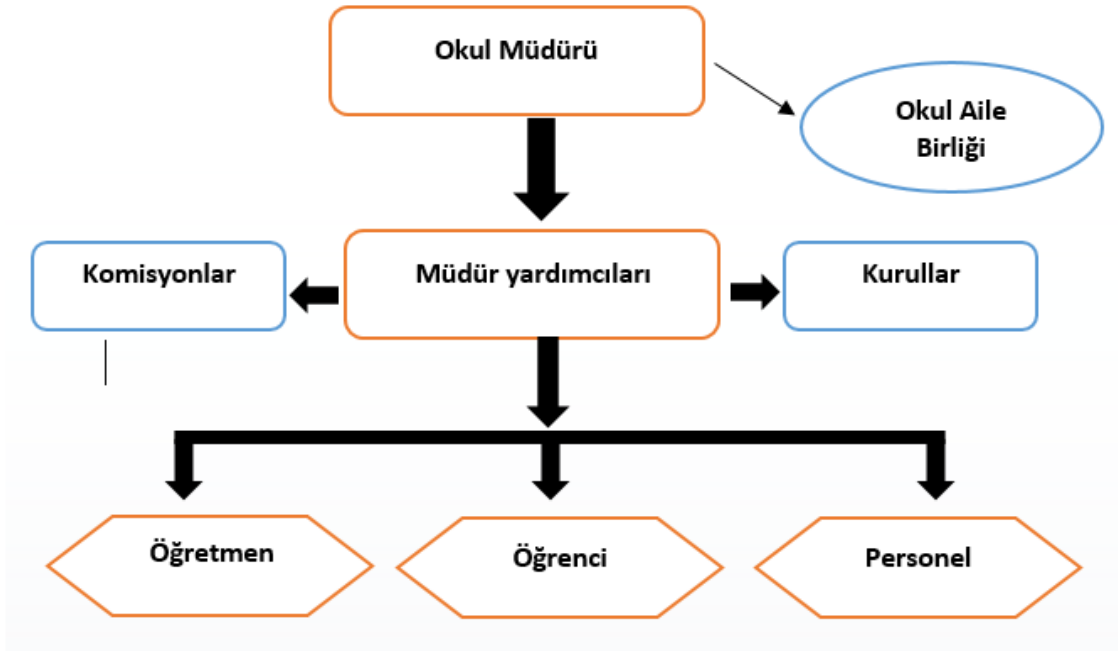 Okul Müdürü
Okul Aile
Birliği
Komisyonlar
Müdür yardımcıları
Kurullar
Öğretmen
Öğrenci
Personel